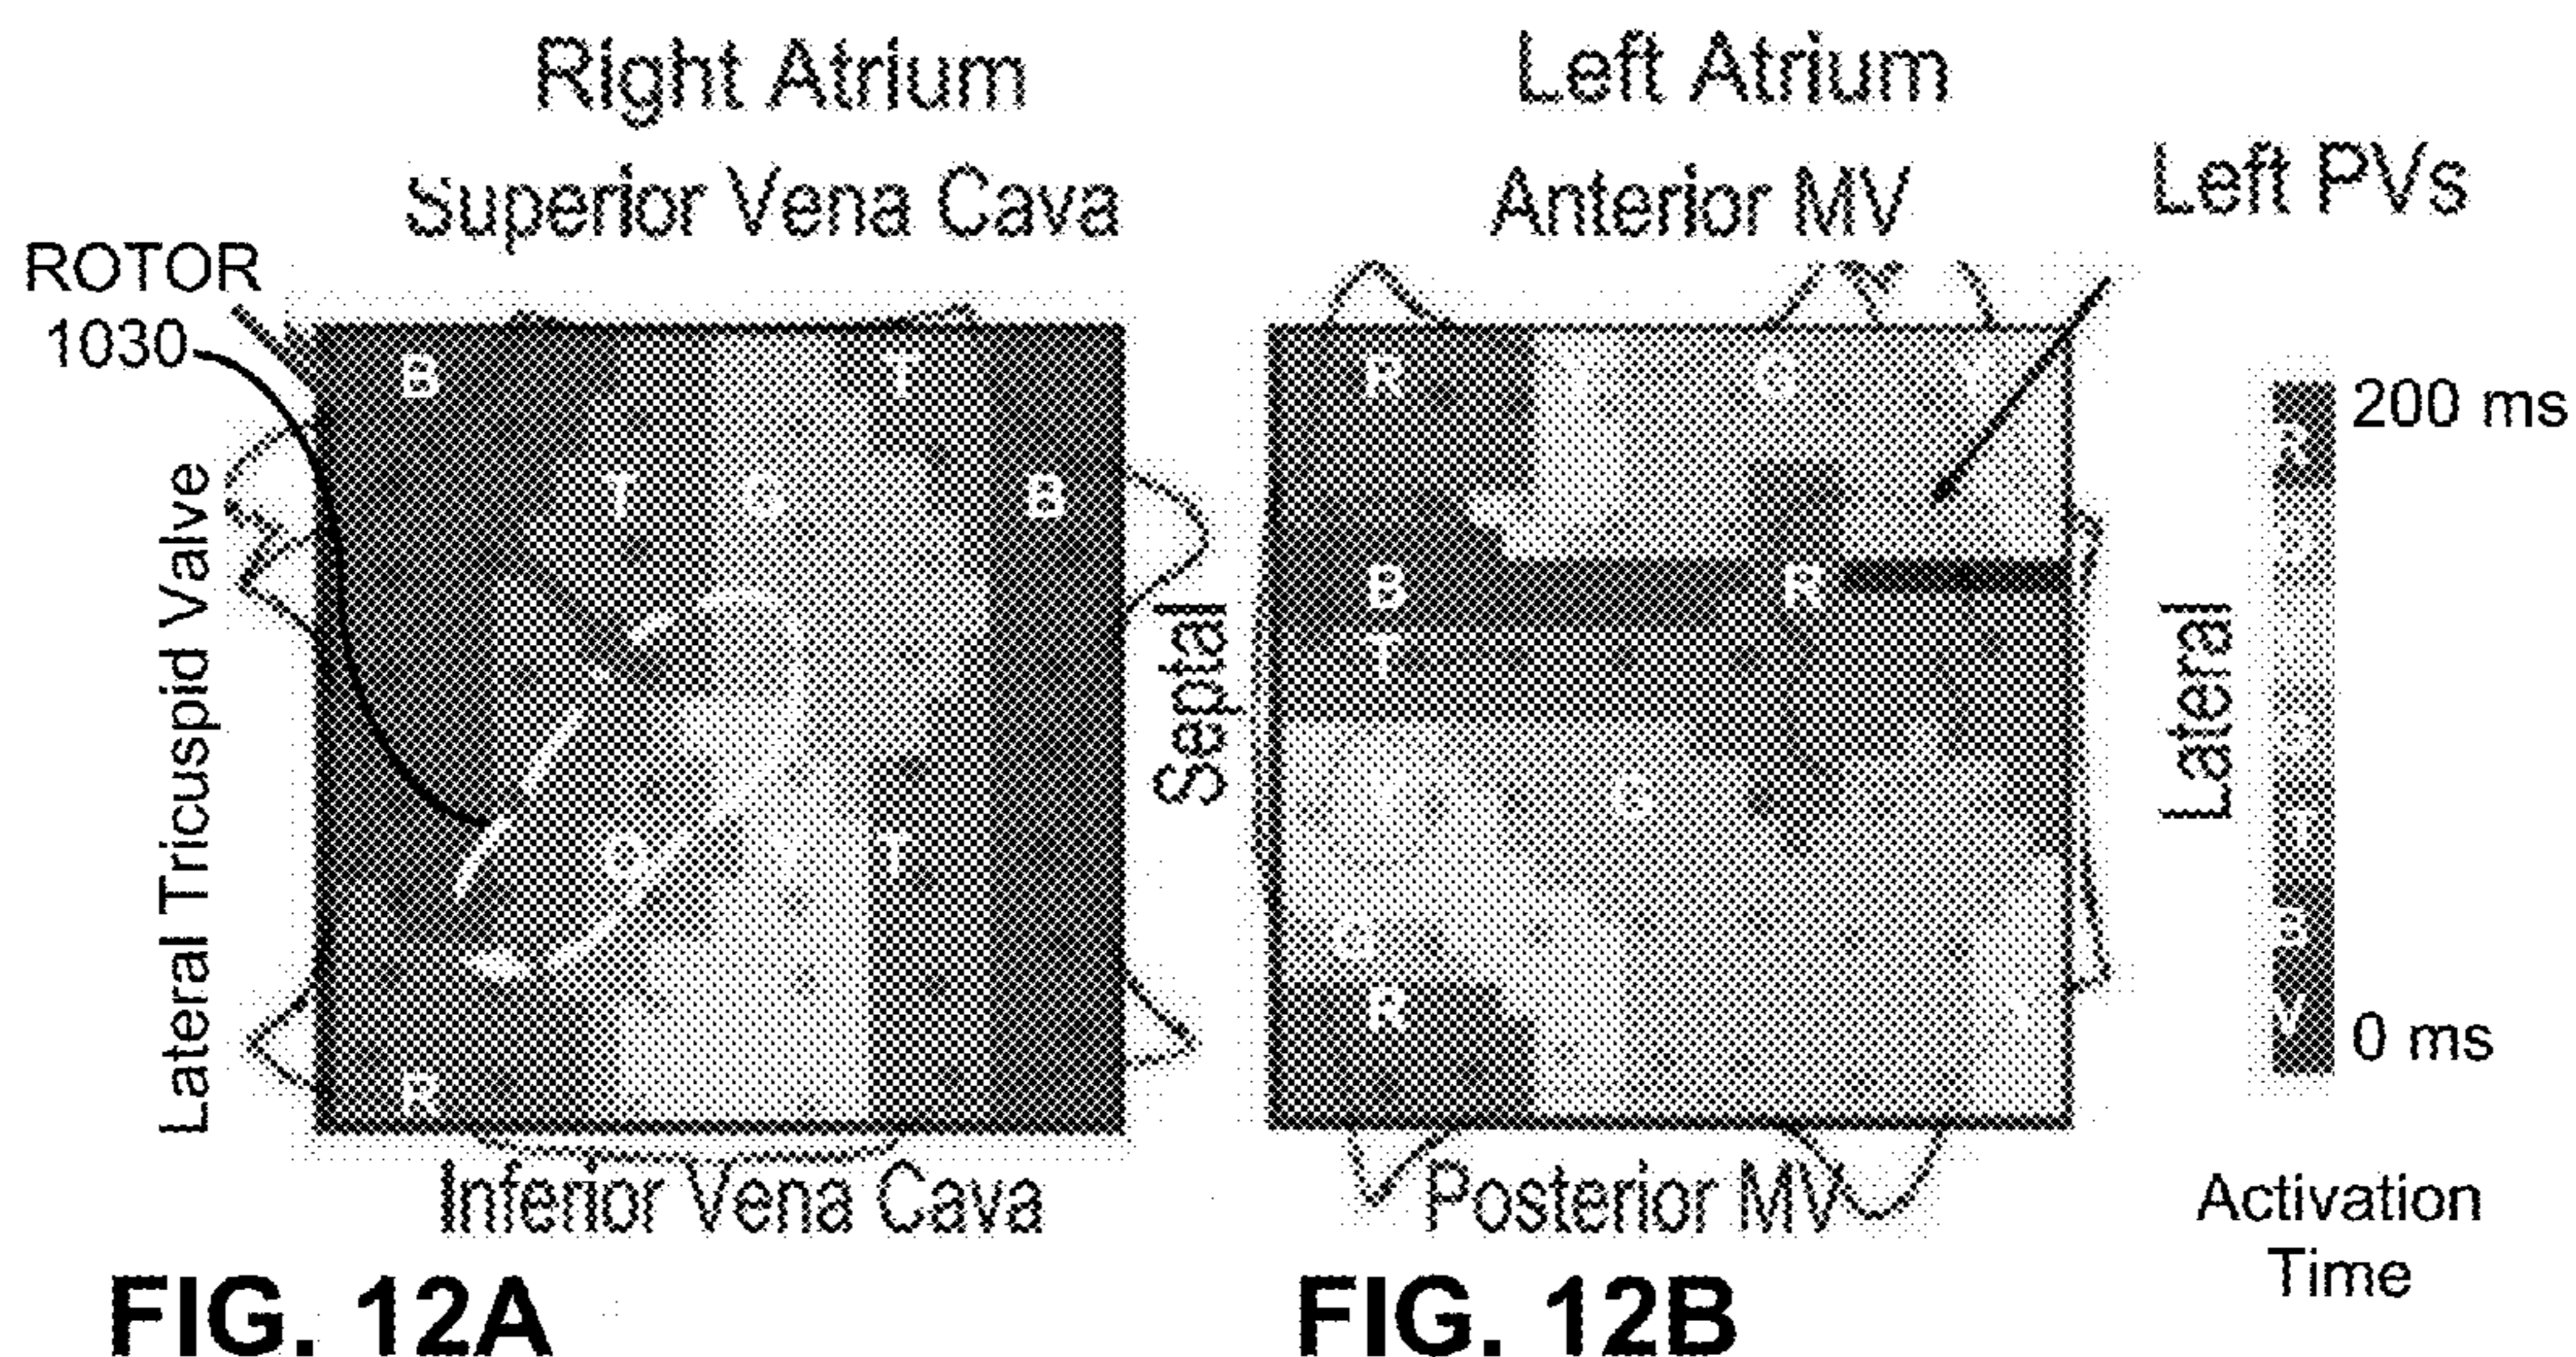 Right Atrium
Superior Vena Cava
Left Atrium
Anterior MV
Left PVs
ROTOR
1030
B
T
T
G
B
O
T
R
Lateral Tricuspid Valve
Septal
Inferior Vena Cava
R
G
B
R
T
G
O
R
Lateral
Posterior MV
200 ms
R
T
B
V
0 ms
Activation
Time
FIG. 12A
FIG. 12B